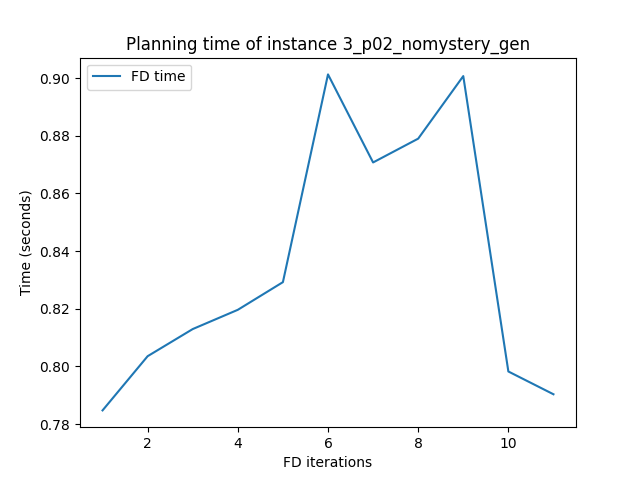 Planning time of instance 3_p02_nomystery_gen
FD time
Time (seconds)
0.90
0.88
0.86
0.84
0.82
0.80
0.78
2 4 6 8 10
FD iterations